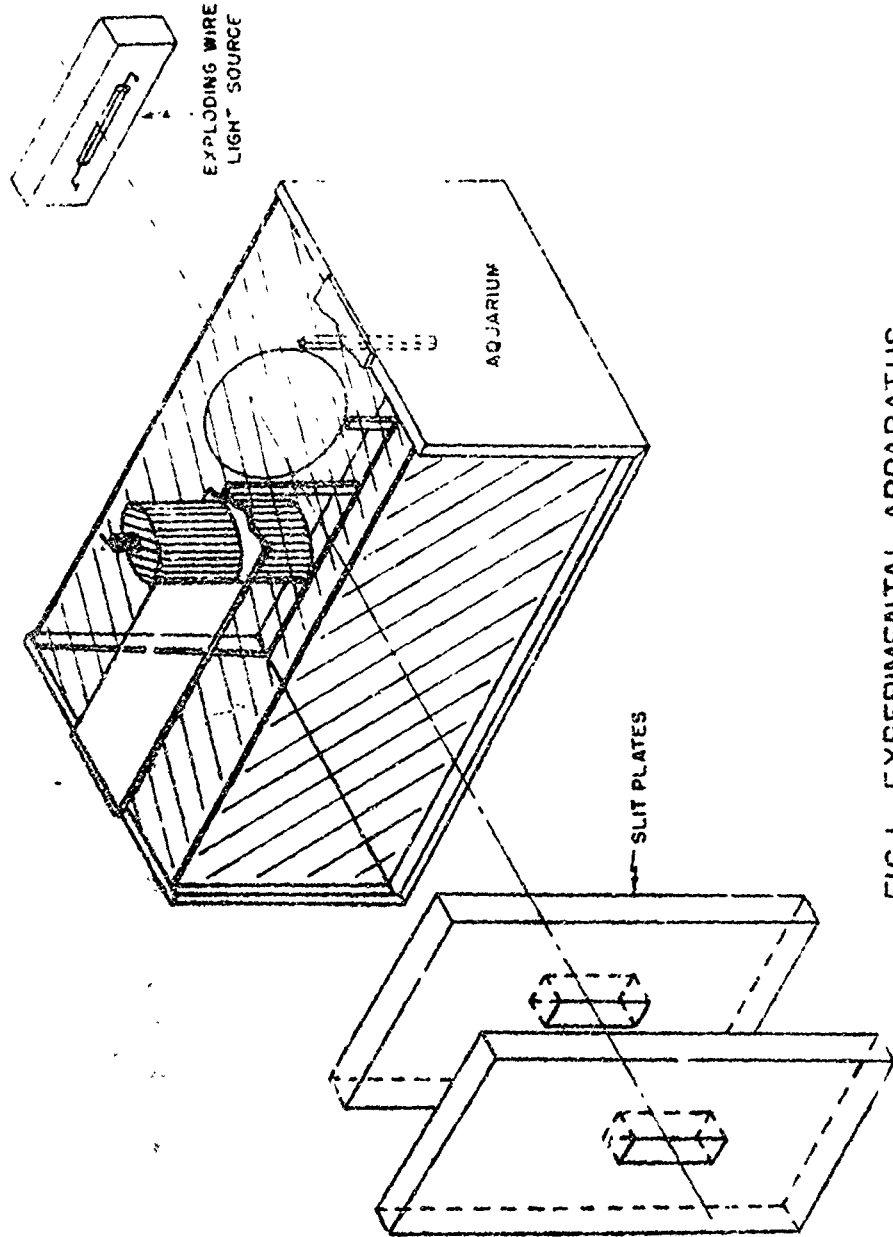 EXPLODING WIRE
LIGHT SOURCE
AQUARIUM
SLIT PLATES
FIG.1. EXPERIMENTAL APPARATUS